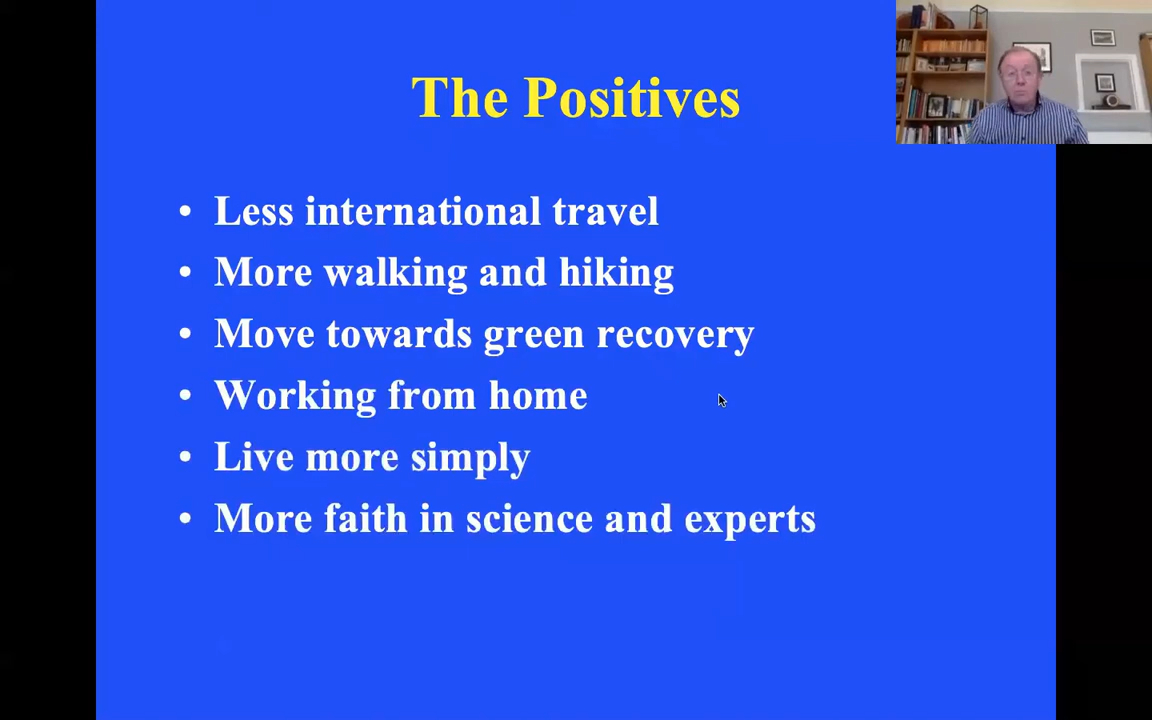 The Positives
• Less international travel
• More walking and hiking
• Move towards green recovery
• Working from home
• Live more simply
• More faith in science and experts